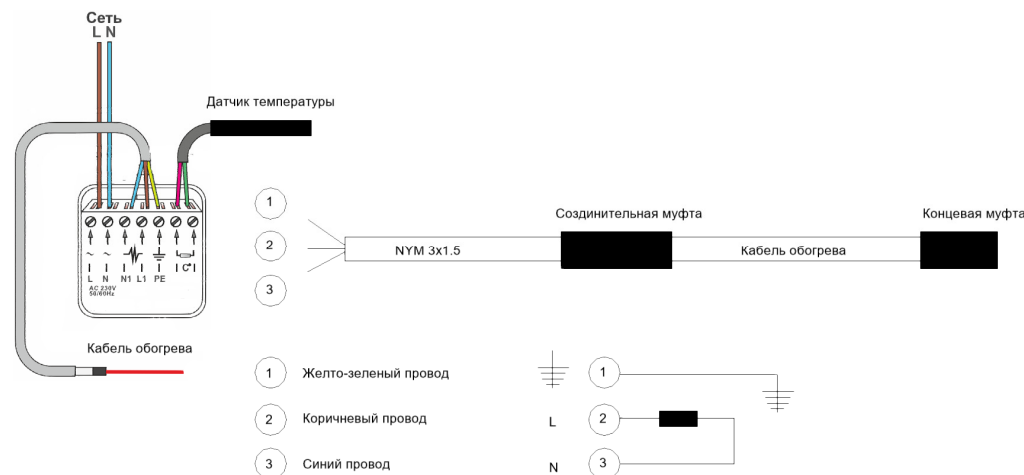 Сеть
L N
Датчик температуры
~ ~
L N N1 L1 PE C°
AC 230V
50/60Hz
Кабель обогрева
1
2
3
NYM 3x1.5
Создинительная муфта
Кабель обогрева
Концевая муфта
1 Желто-зеленый провод
2 Коричневый провод
3 Синий провод
1
L 2
N 3